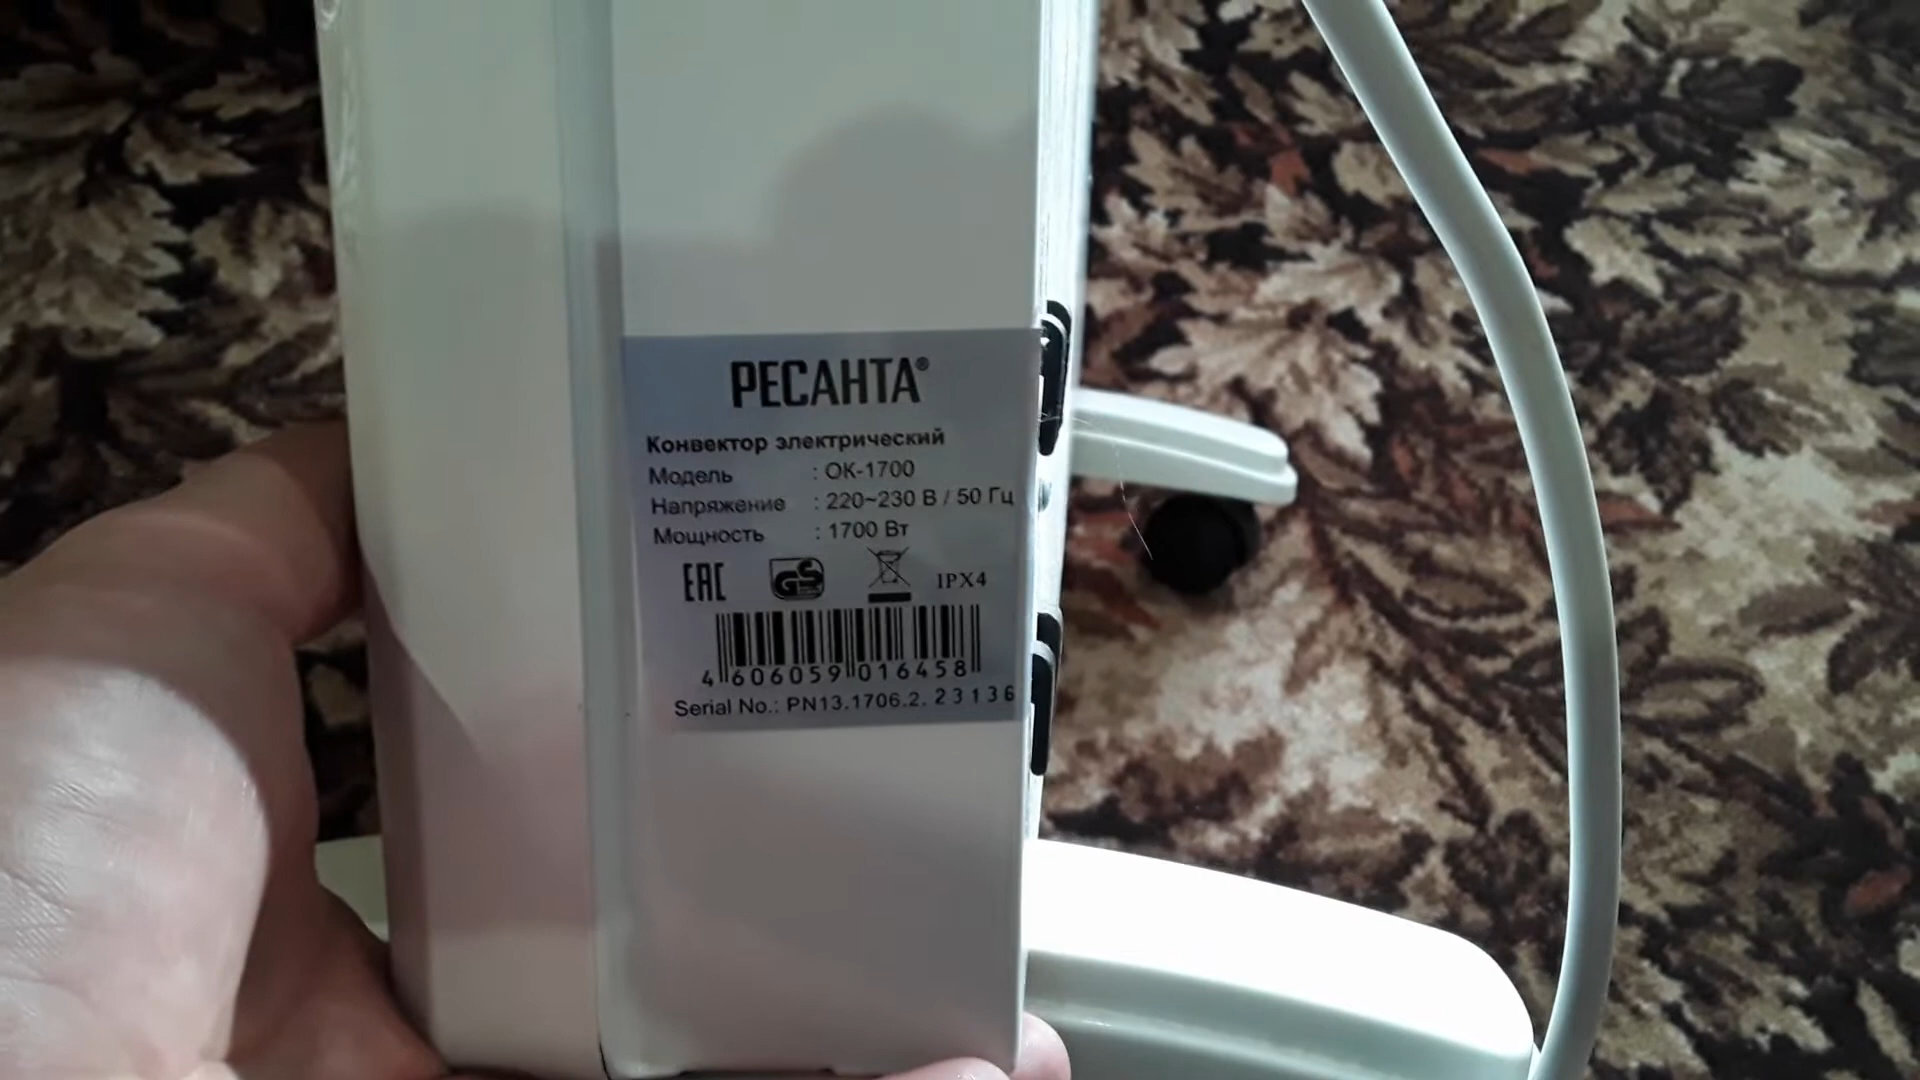 РЕСАНТА®
Конвектор электрический
Модель : ОК-1700
Напряжение : 220~230 В / 50 Гц
Мощность : 1700 Вт
EAC GS IPX4
4 606059 016458
Serial No.: PN13.1706.2. 23136